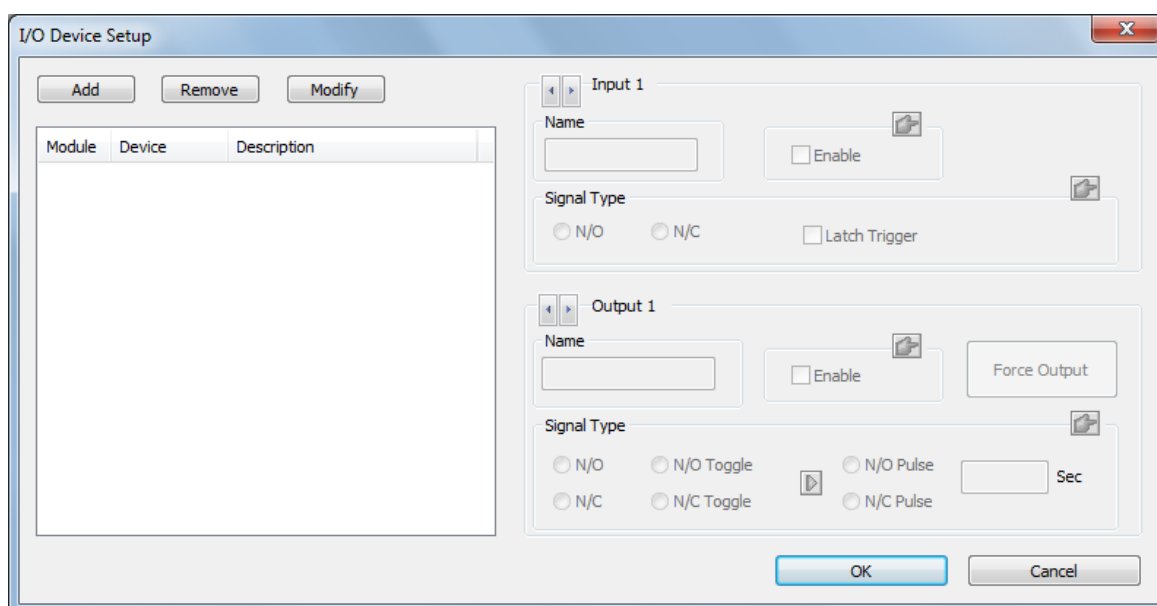 I/O Device Setup
Add Remove Modify
Module Device Description
Input 1
Name
Enable
Signal Type
N/O N/C Latch Trigger
Output 1
Name
Enable Force Output
Signal Type
N/O N/O Toggle N/O Pulse Sec
N/C N/C Toggle N/C Pulse
OK Cancel